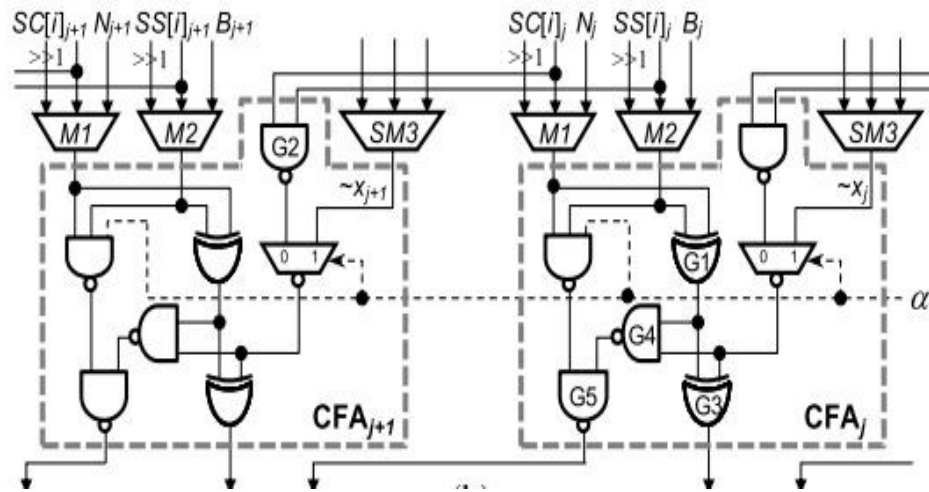 SC[i]j+1 Nj+1 SS[i]j+1 Bj+1 SC[i]j Nj SS[i]j Bj
>>1 >>1 >>1 >>1
M1 M2 G2 SM3 M1 M2 SM3
~xj+1 ~xj
0 1 G1 0 1
α
G4
G5 G3
CFAj+1 CFAj